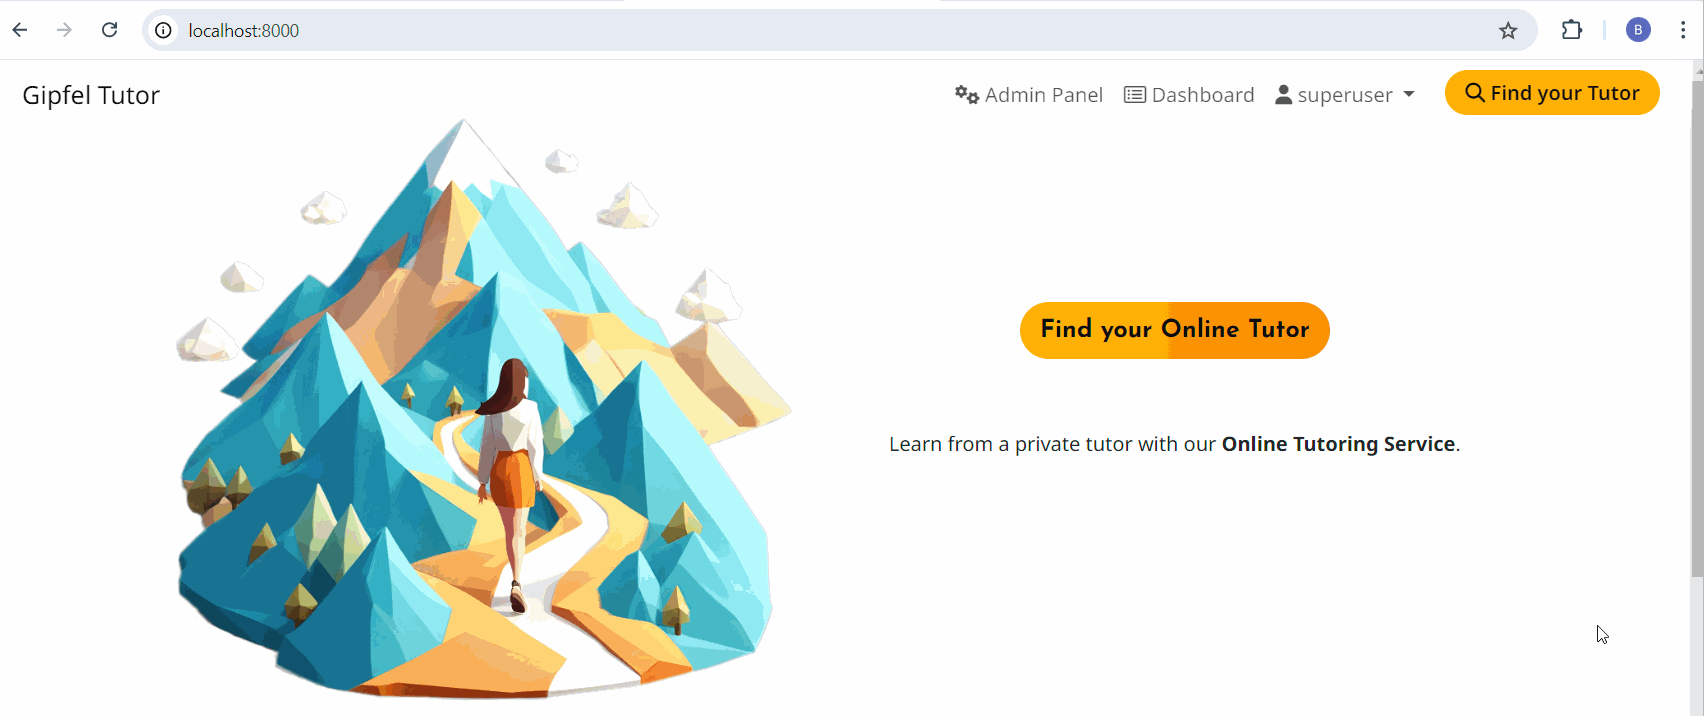 localhost:8000
B
Gipfel Tutor
Admin Panel
Dashboard
superuser
Find your Tutor
Find your Online Tutor
Learn from a private tutor with our Online Tutoring Service.